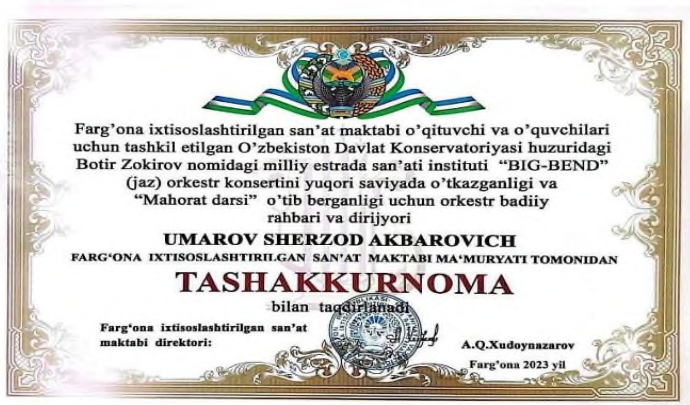 Farg'ona ixtisoslashtirilgan san'at maktabi o'qituvchi va o'quvchilari
uchun tashkil etilgan O'zbekiston Davlat Konservatoriyasi huzuridagi
Botir Zokirov nomidagi milliy estrada san'ati instituti “BIG-BEND”
(jaz) orkestr konsertini yuqori saviyada o'tkazganligi va
“Mahorat darsi” o'tib berganligi uchun orkestr badiiy
rahbari va dirijyori
UMAROV SHERZOD AKBAROVICH
FARG‘ONA IXTISOSLASHTIRILGAN SAN'AT MAKTABI MA‘MURYATI TOMONIDAN
TASHAKKURNOMA
bilan taqdirlanadi
Farg'ona ixtisoslashtirilgan san'at
maktabi direktori:
A.Q.Xudoynazarov
Farg'ona 2023 yil